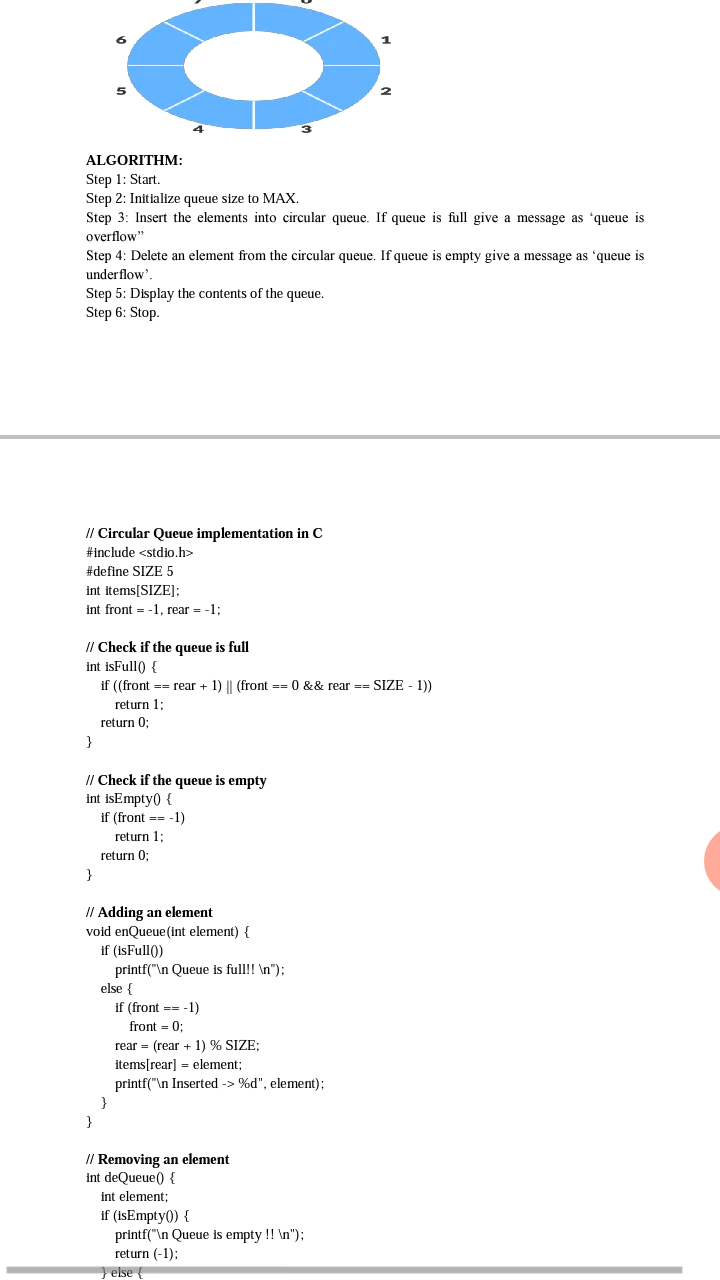 6
1
5
2
4
3
ALGORITHM:
Step 1: Start.
Step 2: Initialize queue size to MAX.
Step 3: Insert the elements into circular queue. If queue is full give a message as ‘queue is
overflow”
Step 4: Delete an element from the circular queue. If queue is empty give a message as ‘queue is
underflow’.
Step 5: Display the contents of the queue.
Step 6: Stop.
// Circular Queue implementation in C
#include <stdio.h>
#define SIZE 5
int items[SIZE];
int front = -1, rear = -1;
// Check if the queue is full
int isFull() {
if ((front == rear + 1) || (front == 0 && rear == SIZE - 1))
return 1;
return 0;
}
// Check if the queue is empty
int isEmpty() {
if (front == -1)
return 1;
return 0;
}
// Adding an element
void enQueue(int element) {
if (isFull())
printf("\n Queue is full!! \n");
else {
if (front == -1)
front = 0;
rear = (rear + 1) % SIZE;
items[rear] = element;
printf("\n Inserted -> %d", element);
}
}
// Removing an element
int deQueue() {
int element;
if (isEmpty()) {
printf("\n Queue is empty !! \n");
return (-1);
} else {